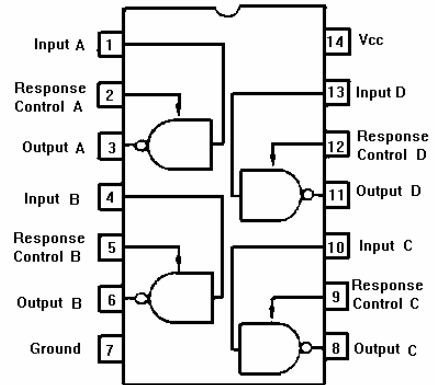 Input A 1
Response
Control A 2
Output A 3
Input B 4
Response
Control B 5
Output B 6
Ground 7
14 Vcc
13 Input D
12 Response
Control D
11 Output D
10 Input C
9 Response
Control C
8 Output C